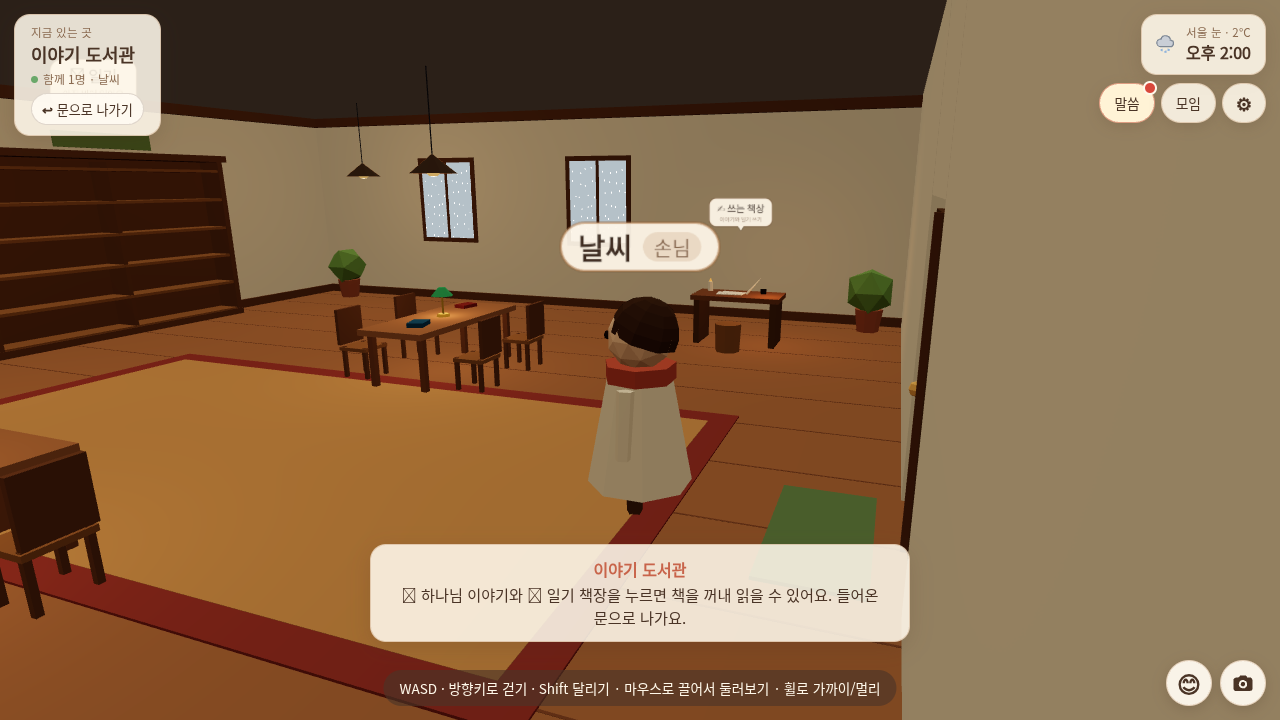 지금 있는 곳
이야기 도서관
함께 1명 · 날씨
↩ 문으로 나가기
서울 눈 · 2°C
오후 2:00
말씀
모임
쓰는 책상
날씨 손님
이야기 도서관
하나님 이야기와 일기 책장을 누르면 책을 꺼내 읽을 수 있어요. 들어온
문으로 나가요.
WASD · 방향키로 걷기 · Shift 달리기 · 마우스로 끌어서 둘러보기 · 휠로 가까이/멀리